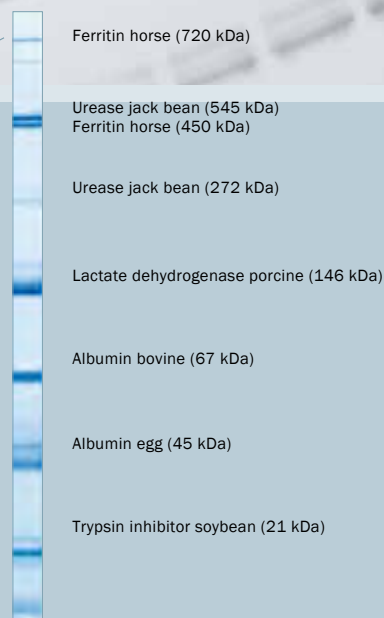 Ferritin horse (720 kDa)
Urease jack bean (545 kDa)
Ferritin horse (450 kDa)
Urease jack bean (272 kDa)
Lactate dehydrogenase porcine (146 kDa)
Albumin bovine (67 kDa)
Albumin egg (45 kDa)
Trypsin inhibitor soybean (21 kDa)